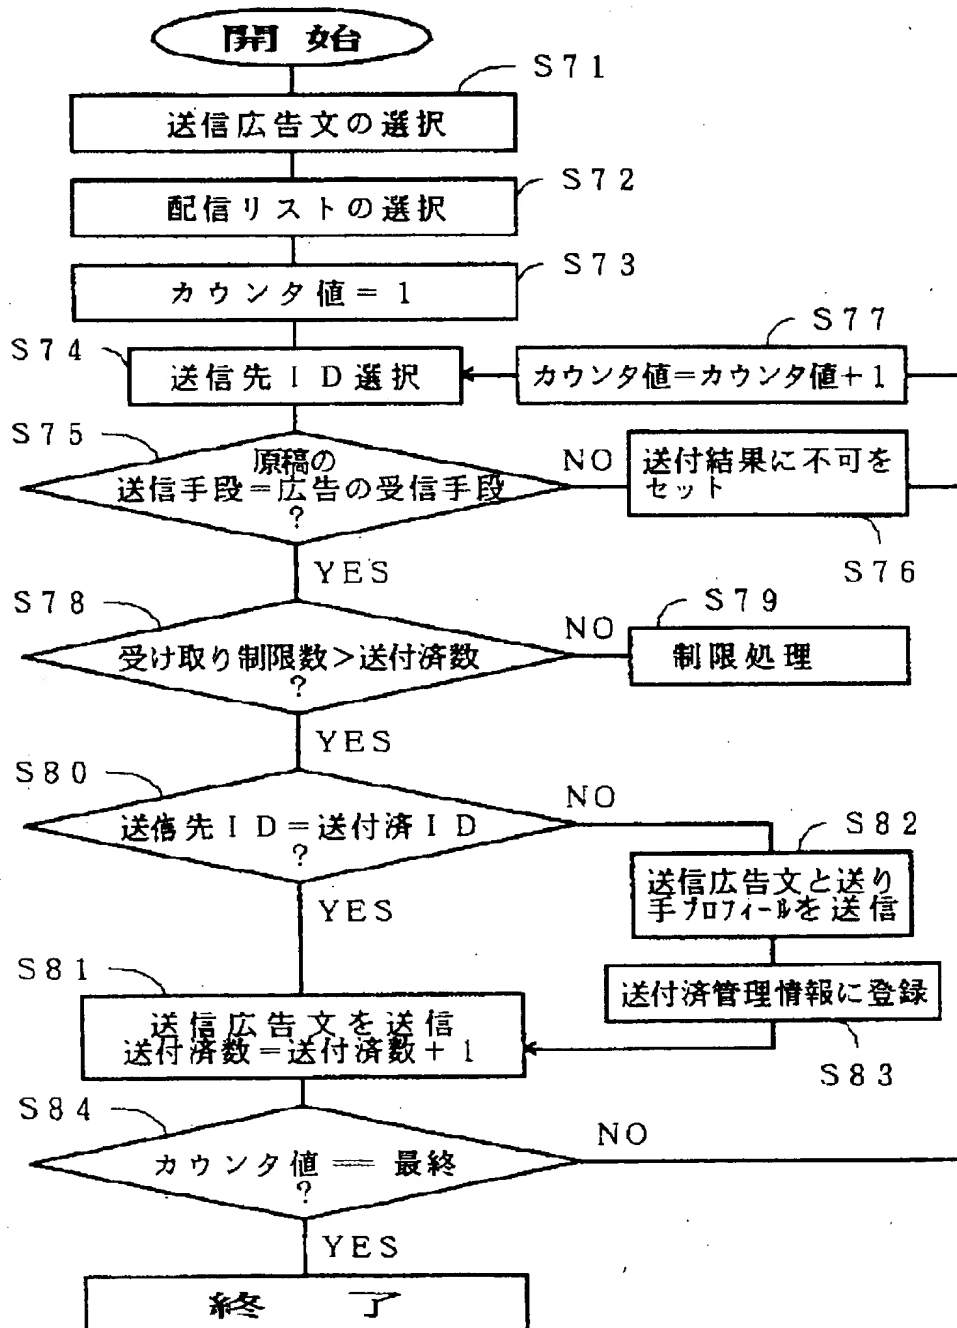 開 始
S71
送信広告文の選択
S72
配信リストの選択
S73
カウンタ値=1
S77
S74
送信先ID選択
カウンタ値=カウンタ値+1
S75
原稿の
送信手段=広告の受信手段
?
NO
送付結果に不可を
セット
S76
YES
S78
受け取り制限数>送付済数
?
NO
S79
制限処理
YES
S80
送信先ID=送付済ID
?
NO
S82
送信広告文と送り
手プロフィールを送信
YES
S81
送付済管理情報に登録
送信広告文を送信
送付済数=送付済数+1
S83
S84
カウンタ値==最終
?
NO
YES
終 了